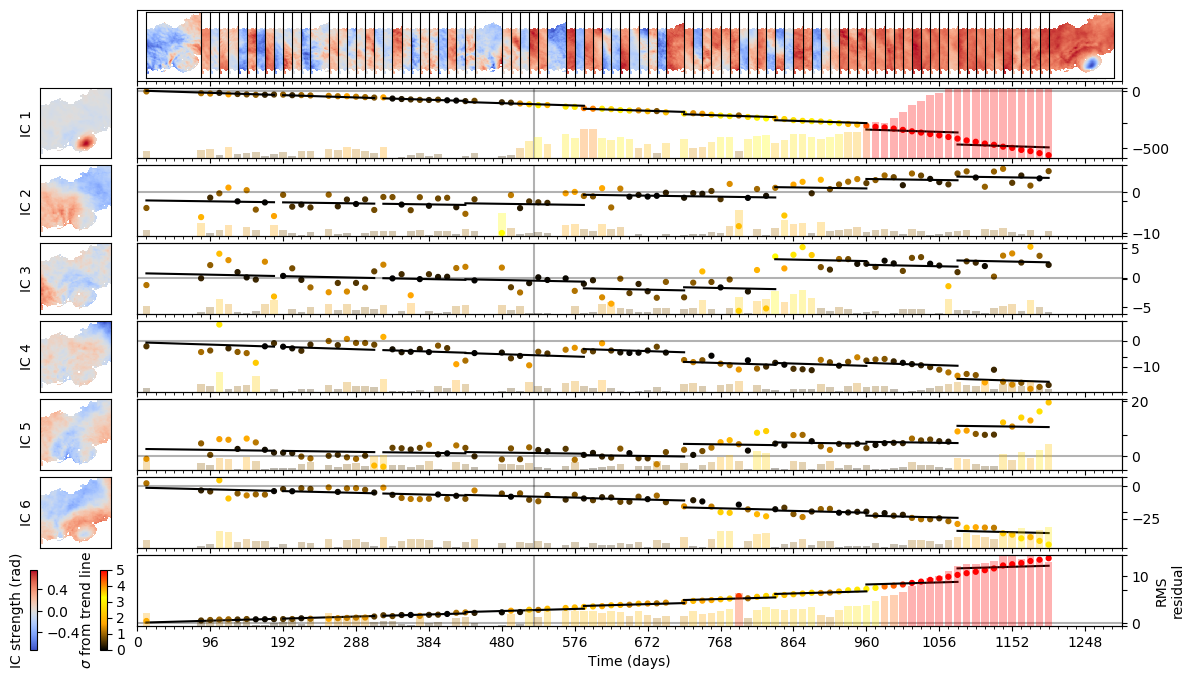 IC 1
0
−500
IC 2
0
−10
IC 3
5
0
−5
IC 4
0
−10
IC 5
20
0
IC 6
0
−25
IC strength (rad)
0.4
0.0
−0.4
σ from trend line
5
4
3
2
1
0
10
0
RMS
residual
0 96 192 288 384 480 576 672 768 864 960 1056 1152 1248
Time (days)